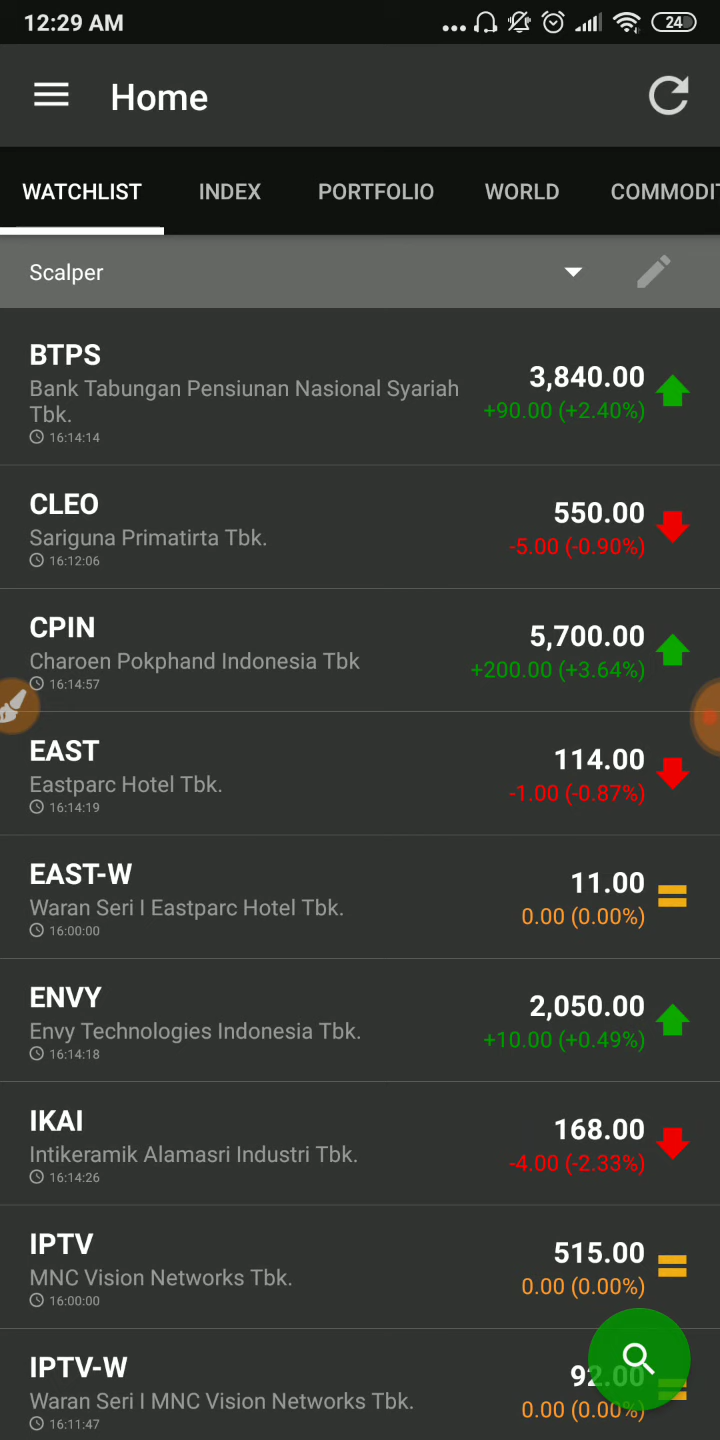 12:29 AM
24
Home
WATCHLIST INDEX PORTFOLIO WORLD COMMODIT
Scalper
BTPS
Bank Tabungan Pensiunan Nasional Syariah
Tbk.
16:14:14
3,840.00
+90.00 (+2.40%)
CLEO
Sariguna Primatirta Tbk.
16:12:06
550.00
-5.00 (-0.90%)
CPIN
Charoen Pokphand Indonesia Tbk
16:14:57
5,700.00
+200.00 (+3.64%)
EAST
Eastparc Hotel Tbk.
16:14:19
114.00
-1.00 (-0.87%)
EAST-W
Waran Seri I Eastparc Hotel Tbk.
16:00:00
11.00
0.00 (0.00%)
ENVY
Envy Technologies Indonesia Tbk.
16:14:18
2,050.00
+10.00 (+0.49%)
IKAI
Intikeramik Alamasri Industri Tbk.
16:14:26
168.00
-4.00 (-2.33%)
IPTV
MNC Vision Networks Tbk.
16:00:00
515.00
0.00 (0.00%)
IPTV-W
Waran Seri I MNC Vision Networks Tbk.
16:11:47
92.00
0.00 (0.00%)